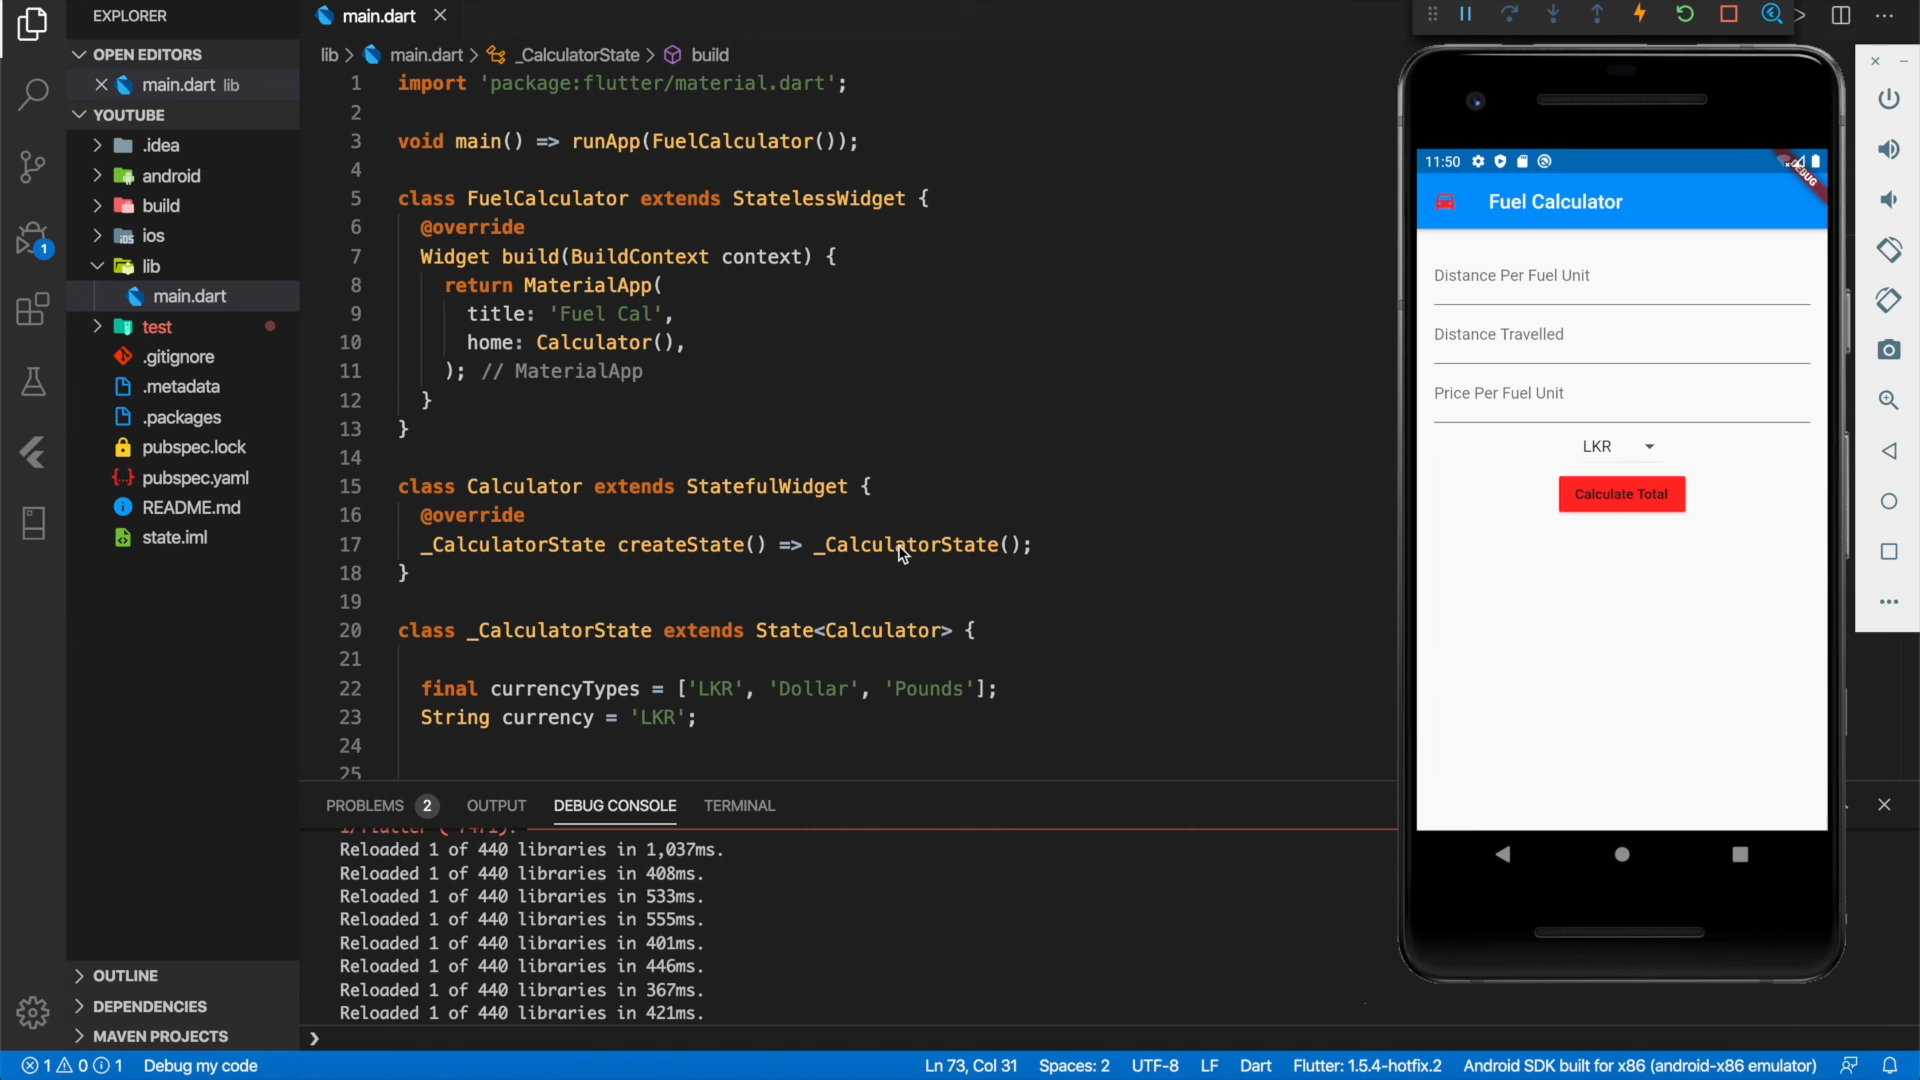 EXPLORER
OPEN EDITORS
main.dart lib
YOUTUBE
.idea
android
build
ios
lib
main.dart
test
.gitignore
.metadata
.packages
pubspec.lock
pubspec.yaml
README.md
state.iml
OUTLINE
DEPENDENCIES
MAVEN PROJECTS
1
main.dart
lib > main.dart > _CalculatorState > build
1 import 'package:flutter/material.dart';
2
3 void main() => runApp(FuelCalculator());
4
5 class FuelCalculator extends StatelessWidget {
6 @override
7 Widget build(BuildContext context) {
8 return MaterialApp(
9 title: 'Fuel Cal',
10 home: Calculator(),
11 ); // MaterialApp
12 }
13 }
14
15 class Calculator extends StatefulWidget {
16 @override
17 _CalculatorState createState() => _CalculatorState();
18 }
19
20 class _CalculatorState extends State<Calculator> {
21
22 final currencyTypes = ['LKR', 'Dollar', 'Pounds'];
23 String currency = 'LKR';
24
25
PROBLEMS 2 OUTPUT DEBUG CONSOLE TERMINAL
Reloaded 1 of 440 libraries in 1,037ms.
Reloaded 1 of 440 libraries in 408ms.
Reloaded 1 of 440 libraries in 533ms.
Reloaded 1 of 440 libraries in 555ms.
Reloaded 1 of 440 libraries in 401ms.
Reloaded 1 of 440 libraries in 446ms.
Reloaded 1 of 440 libraries in 367ms.
Reloaded 1 of 440 libraries in 421ms.
11:50
DEBUG
Fuel Calculator
Distance Per Fuel Unit
Distance Travelled
Price Per Fuel Unit
LKR
Calculate Total
1 0 1 Debug my code Ln 73, Col 31 Spaces: 2 UTF-8 LF Dart Flutter: 1.5.4-hotfix.2 Android SDK built for x86 (android-x86 emulator)